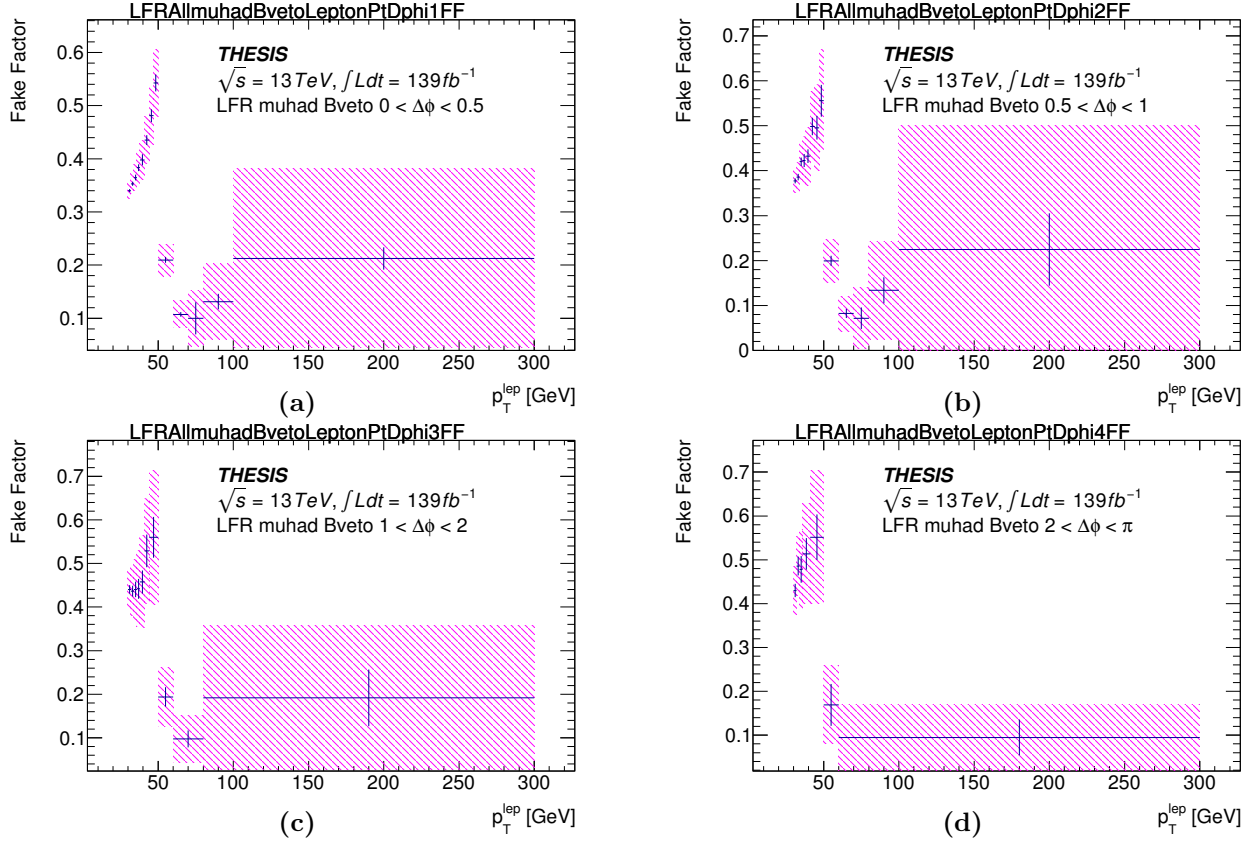 LFRAllmuhadBvetoLeptonPtDphi1FF
Fake Factor
0.6
0.5
0.4
0.3
0.2
0.1
THESIS
√s = 13 TeV, ∫Ldt = 139 fb⁻¹
LFR muhad Bveto 0 < Δϕ < 0.5
50 100 150 200 250 300
p_T^lep [GeV]
(a)
LFRAllmuhadBvetoLeptonPtDphi2FF
Fake Factor
0.7
0.6
0.5
0.4
0.3
0.2
0.1
0
THESIS
√s = 13 TeV, ∫Ldt = 139 fb⁻¹
LFR muhad Bveto 0.5 < Δϕ < 1
50 100 150 200 250 300
p_T^lep [GeV]
(b)
LFRAllmuhadBvetoLeptonPtDphi3FF
Fake Factor
0.7
0.6
0.5
0.4
0.3
0.2
0.1
THESIS
√s = 13 TeV, ∫Ldt = 139 fb⁻¹
LFR muhad Bveto 1 < Δϕ < 2
50 100 150 200 250 300
p_T^lep [GeV]
(c)
LFRAllmuhadBvetoLeptonPtDphi4FF
Fake Factor
0.7
0.6
0.5
0.4
0.3
0.2
0.1
THESIS
√s = 13 TeV, ∫Ldt = 139 fb⁻¹
LFR muhad Bveto 2 < Δϕ < π
50 100 150 200 250 300
p_T^lep [GeV]
(d)